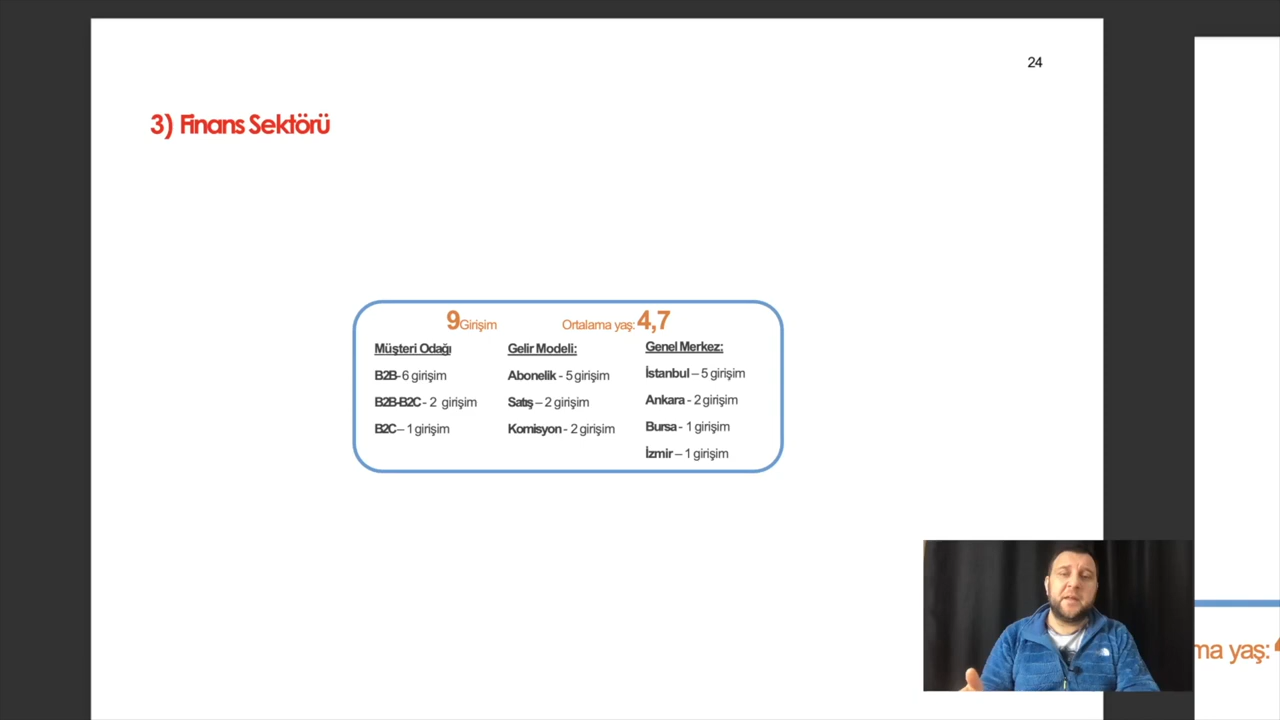 24
3) Finans Sektörü
9Girişim Ortalama yaş: 4,7
Müşteri Odağı
B2B- 6 girişim
B2B-B2C - 2 girişim
B2C – 1 girişim
Gelir Modeli:
Abonelik - 5 girişim
Satış – 2 girişim
Komisyon - 2 girişim
Genel Merkez:
İstanbul – 5 girişim
Ankara - 2 girişim
Bursa - 1 girişim
İzmir – 1 girişim
yaş: